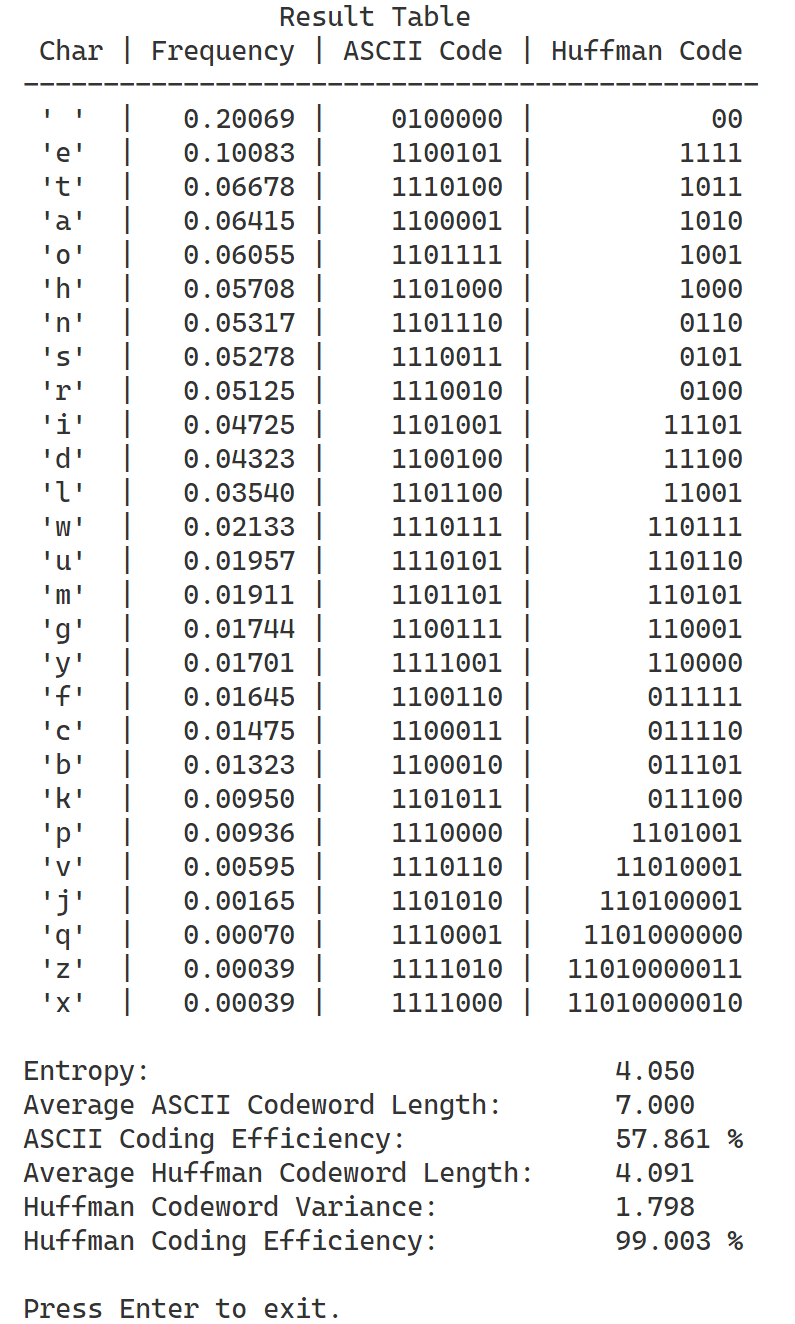 Result Table
Char | Frequency | ASCII Code | Huffman Code
----------------------------------------------
' ' | 0.20069 | 0100000 | 00
'e' | 0.10083 | 1100101 | 1111
't' | 0.06678 | 1110100 | 1011
'a' | 0.06415 | 1100001 | 1010
'o' | 0.06055 | 1101111 | 1001
'h' | 0.05708 | 1101000 | 1000
'n' | 0.05317 | 1101110 | 0110
's' | 0.05278 | 1110011 | 0101
'r' | 0.05125 | 1110010 | 0100
'i' | 0.04725 | 1101001 | 11101
'd' | 0.04323 | 1100100 | 11100
'l' | 0.03540 | 1101100 | 11001
'w' | 0.02133 | 1110111 | 110111
'u' | 0.01957 | 1110101 | 110110
'm' | 0.01911 | 1101101 | 110101
'g' | 0.01744 | 1100111 | 110001
'y' | 0.01701 | 1111001 | 110000
'f' | 0.01645 | 1100110 | 011111
'c' | 0.01475 | 1100011 | 011110
'b' | 0.01323 | 1100010 | 011101
'k' | 0.00950 | 1101011 | 011100
'p' | 0.00936 | 1110000 | 1101001
'v' | 0.00595 | 1110110 | 11010001
'j' | 0.00165 | 1101010 | 110100001
'q' | 0.00070 | 1110001 | 1101000000
'z' | 0.00039 | 1111010 | 11010000011
'x' | 0.00039 | 1111000 | 11010000010
Entropy: 4.050
Average ASCII Codeword Length: 7.000
ASCII Coding Efficiency: 57.861 %
Average Huffman Codeword Length: 4.091
Huffman Codeword Variance: 1.798
Huffman Coding Efficiency: 99.003 %
Press Enter to exit.